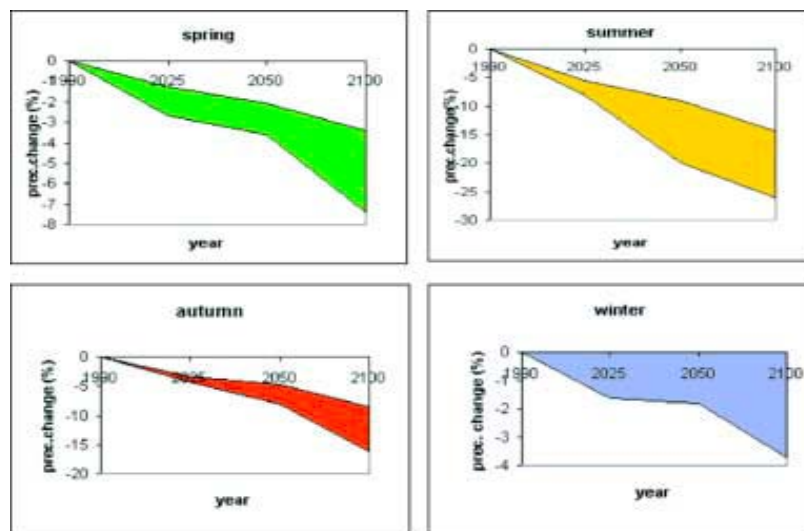 spring
0
1990 2025 2050 2100
-1
-2
-3
-4
-5
-6
-7
-8
prec.change (%)
year
summer
0
1990 2025 2050 2100
-5
-10
-15
-20
-25
-30
prec.change(%)
year
autumn
0
1990 2025 2050 2100
-5
-10
-15
-20
prec.change (%)
year
winter
0
1990 2025 2050 2100
-1
-2
-3
-4
prec. change (%)
year